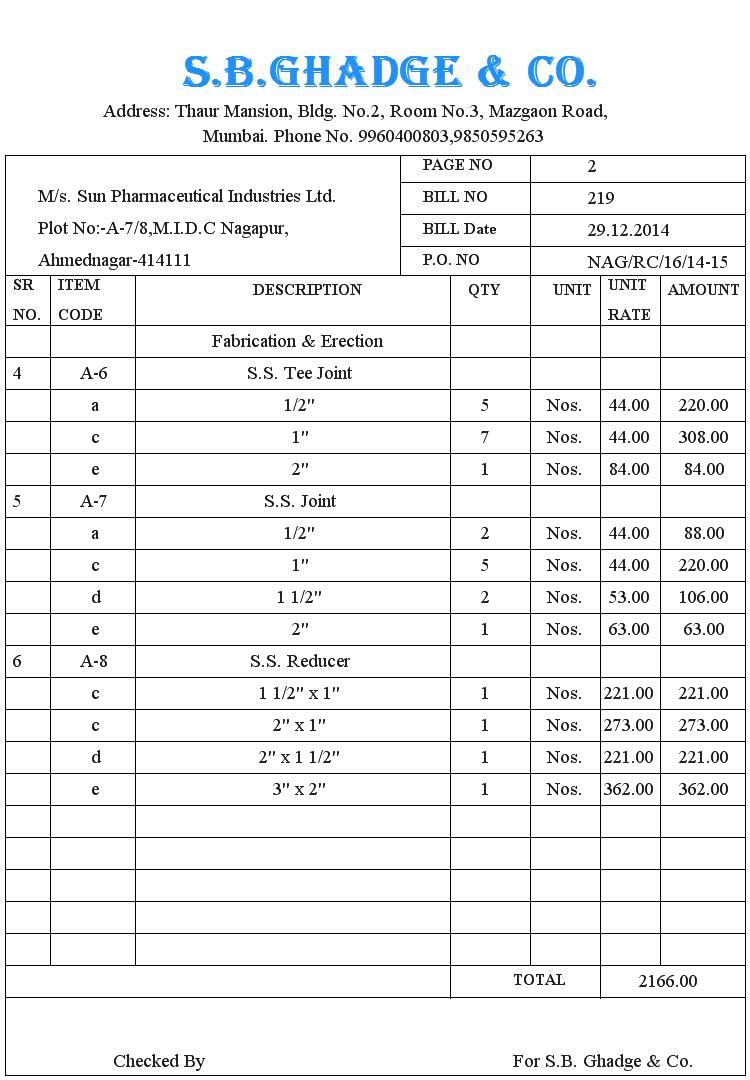 S.B.GHADGE & CO.
Address: Thaur Mansion, Bldg. No.2, Room No.3, Mazgaon Road,
Mumbai. Phone No. 9960400803,9850595263
PAGE NO 2
M/s. Sun Pharmaceutical Industries Ltd. BILL NO 219
Plot No:-A-7/8,M.I.D.C Nagapur, BILL Date 29.12.2014
Ahmednagar-414111 P.O. NO NAG/RC/16/14-15
SR NO. ITEM CODE DESCRIPTION QTY UNIT UNIT RATE AMOUNT
Fabrication & Erection
4 A-6 S.S. Tee Joint
a 1/2" 5 Nos. 44.00 220.00
c 1" 7 Nos. 44.00 308.00
e 2" 1 Nos. 84.00 84.00
5 A-7 S.S. Joint
a 1/2" 2 Nos. 44.00 88.00
c 1" 5 Nos. 44.00 220.00
d 1 1/2" 2 Nos. 53.00 106.00
e 2" 1 Nos. 63.00 63.00
6 A-8 S.S. Reducer
c 1 1/2" x 1" 1 Nos. 221.00 221.00
c 2" x 1" 1 Nos. 273.00 273.00
d 2" x 1 1/2" 1 Nos. 221.00 221.00
e 3" x 2" 1 Nos. 362.00 362.00
TOTAL 2166.00
Checked By For S.B. Ghadge & Co.